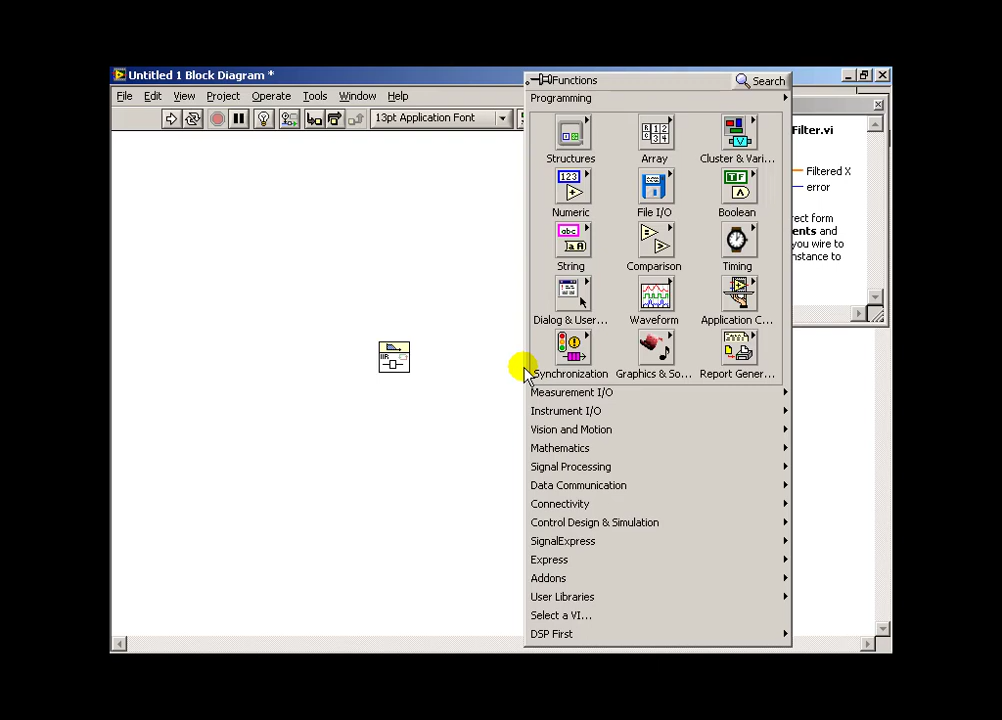 Untitled 1 Block Diagram *
File Edit View Project Operate Tools Window Help
13pt Application Font
Functions
Search
Programming
Structures Array Cluster & Vari...
Numeric File I/O Boolean
String Comparison Timing
Dialog & User... Waveform Application C...
Synchronization Graphics & So... Report Gener...
Measurement I/O
Instrument I/O
Vision and Motion
Mathematics
Signal Processing
Data Communication
Connectivity
Control Design & Simulation
SignalExpress
Express
Addons
User Libraries
Select a VI...
DSP First
Filter.vi
Filtered X
error
rect form
ents and
you wire to
nstance to
IIR